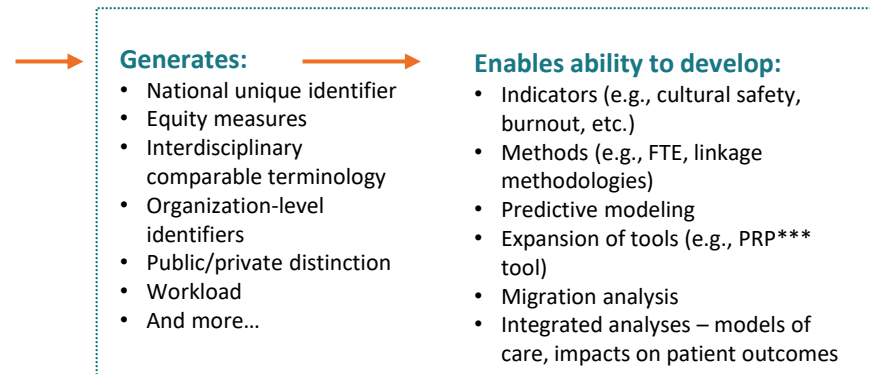 Generates:
• National unique identifier
• Equity measures
• Interdisciplinary
comparable terminology
• Organization-level
identifiers
• Public/private distinction
• Workload
• And more…
Enables ability to develop:
• Indicators (e.g., cultural safety,
burnout, etc.)
• Methods (e.g., FTE, linkage
methodologies)
• Predictive modeling
• Expansion of tools (e.g., PRP***
tool)
• Migration analysis
• Integrated analyses – models of
care, impacts on patient outcomes